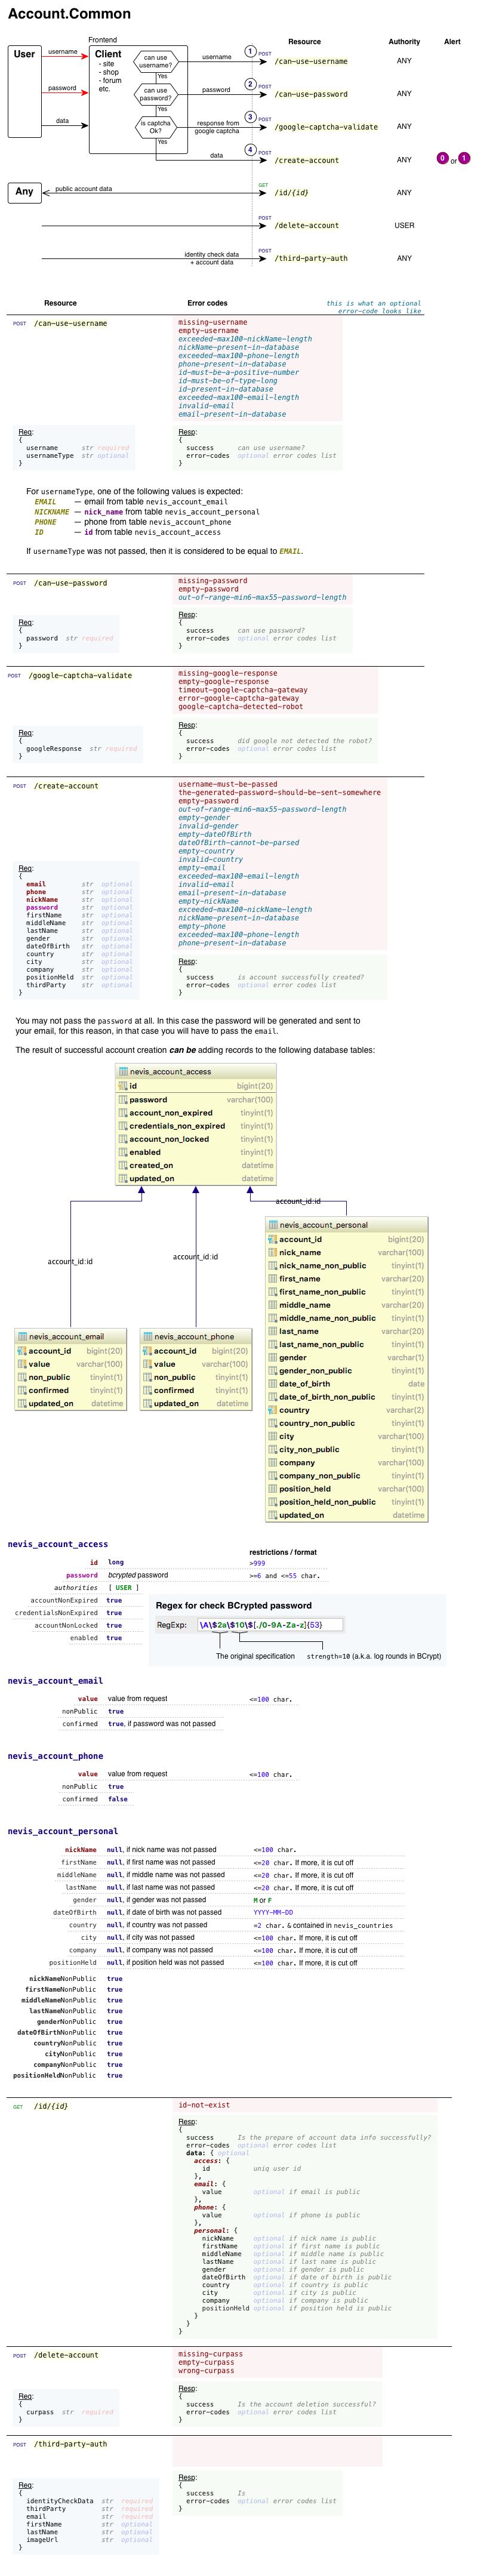 Account.Common
Frontend
Resource Authority Alert
User
username
Client
- site
- shop
- forum
etc.
can use
username?
username
1
POST
/can-use-username
ANY
Yes
password
can use
password?
password
2
POST
/can-use-password
ANY
Yes
data
is captcha
Ok?
response from
google captcha
3
POST
/google-captcha-validate
ANY
Yes
data
4
POST
/create-account
ANY
0 or 1
Any
public account data
GET
/id/{id}
ANY
POST
/delete-account
USER
identity check data
+ account data
POST
/third-party-auth
ANY
Resource Error codes
this is what an optional
error-code looks like
POST /can-use-username
missing-username
empty-username
exceeded-max100-nickName-length
nickName-present-in-database
exceeded-max100-phone-length
phone-present-in-database
id-must-be-a-positive-number
id-must-be-of-type-long
id-present-in-database
exceeded-max100-email-length
invalid-email
email-present-in-database
Req:
{
username str required
usernameType str optional
}
Resp:
{
success can use username?
error-codes optional error codes list
}
For usernameType, one of the following values is expected:
EMAIL — email from table nevis_account_email
NICKNAME — nick_name from table nevis_account_personal
PHONE — phone from table nevis_account_phone
ID — id from table nevis_account_access
If usernameType was not passed, then it is considered to be equal to EMAIL.
POST /can-use-password
missing-password
empty-password
out-of-range-min6-max55-password-length
Req:
{
password str required
}
Resp:
{
success can use password?
error-codes optional error codes list
}
POST /google-captcha-validate
missing-google-response
empty-google-response
timeout-google-captcha-gateway
error-google-captcha-gateway
google-captcha-detected-robot
Req:
{
googleResponse str required
}
Resp:
{
success did google not detected the robot?
error-codes optional error codes list
}
POST /create-account
username-must-be-passed
the-generated-password-should-be-sent-somewhere
empty-password
out-of-range-min6-max55-password-length
empty-gender
invalid-gender
empty-dateOfBirth
dateOfBirth-cannot-be-parsed
empty-country
invalid-country
empty-email
exceeded-max100-email-length
invalid-email
email-present-in-database
empty-nickName
exceeded-max100-nickName-length
nickName-present-in-database
empty-phone
exceeded-max100-phone-length
phone-present-in-database
Req:
{
email str optional
phone str optional
nickName str optional
password str optional
firstName str optional
middleName str optional
lastName str optional
gender str optional
dateOfBirth str optional
country str optional
city str optional
company str optional
positionHeld str optional
thirdParty str optional
}
Resp:
{
success is account successfully created?
error-codes optional error codes list
}
You may not pass the password at all. In this case the password will be generated and sent to
your email, for this reason, in that case you will have to pass the email.
The result of successful account creation can be adding records to the following database tables:
nevis_account_access
id bigint(20)
password varchar(100)
account_non_expired tinyint(1)
credentials_non_expired tinyint(1)
account_non_locked tinyint(1)
enabled tinyint(1)
created_on datetime
updated_on datetime
account_id:id
account_id:id
account_id:id
nevis_account_email
account_id bigint(20)
value varchar(100)
non_public tinyint(1)
confirmed tinyint(1)
updated_on datetime
nevis_account_phone
account_id bigint(20)
value varchar(100)
non_public tinyint(1)
confirmed tinyint(1)
updated_on datetime
nevis_account_personal
account_id bigint(20)
nick_name varchar(100)
nick_name_non_public tinyint(1)
first_name varchar(20)
first_name_non_public tinyint(1)
middle_name varchar(20)
middle_name_non_public tinyint(1)
last_name varchar(20)
last_name_non_public tinyint(1)
gender varchar(1)
gender_non_public tinyint(1)
date_of_birth date
date_of_birth_non_public tinyint(1)
country varchar(2)
country_non_public tinyint(1)
city varchar(100)
city_non_public tinyint(1)
company varchar(100)
company_non_public tinyint(1)
position_held varchar(100)
position_held_non_public tinyint(1)
updated_on datetime
nevis_account_access
restrictions / format
id long >999
password bcrypted password >=6 and <=55 char.
authorities [ USER ]
accountNonExpired true
credentialsNonExpired true
accountNonLocked true
enabled true
Regex for check BCrypted password
RegExp: \A\$2a\$10\$[./0-9A-Za-z]{53}
The original specification strength=10 (a.k.a. log rounds in BCrypt)
nevis_account_email
value value from request <=100 char.
nonPublic true
confirmed true, if password was not passed
nevis_account_phone
value value from request <=100 char.
nonPublic true
confirmed false
nevis_account_personal
nickName null, if nick name was not passed <=100 char.
firstName null, if first name was not passed <=20 char. If more, it is cut off
middleName null, if middle name was not passed <=20 char. If more, it is cut off
lastName null, if last name was not passed <=20 char. If more, it is cut off
gender null, if gender was not passed M or F
dateOfBirth null, if date of birth was not passed YYYY-MM-DD
country null, if country was not passed =2 char. & contained in nevis_countries
city null, if city was not passed <=100 char. If more, it is cut off
company null, if company was not passed <=100 char. If more, it is cut off
positionHeld null, if position held was not passed <=100 char. If more, it is cut off
nickNameNonPublic true
firstNameNonPublic true
middleNameNonPublic true
lastNameNonPublic true
genderNonPublic true
dateOfBirthNonPublic true
countryNonPublic true
cityNonPublic true
companyNonPublic true
positionHeldNonPublic true
GET /id/{id}
id-not-exist
Resp:
{
success Is the prepare of account data info successfully?
error-codes optional error codes list
data: { optional
access: {
id uniq user id
},
email: {
value optional if email is public
},
phone: {
value optional if phone is public
},
personal: {
nickName optional if nick name is public
firstName optional if first name is public
middleName optional if middle name is public
lastName optional if last name is public
gender optional if gender is public
dateOfBirth optional if date of birth is public
country optional if country is public
city optional if city is public
company optional if company is public
positionHeld optional if position held is public
}
}
}
POST /delete-account
missing-curpass
empty-curpass
wrong-curpass
Req:
{
curpass str required
}
Resp:
{
success Is the account deletion successful?
error-codes optional error codes list
}
POST /third-party-auth
Req:
{
identityCheckData str required
thirdParty str required
email str required
firstName str optional
lastName str optional
imageUrl str optional
}
Resp:
{
success Is
error-codes optional error codes list
}